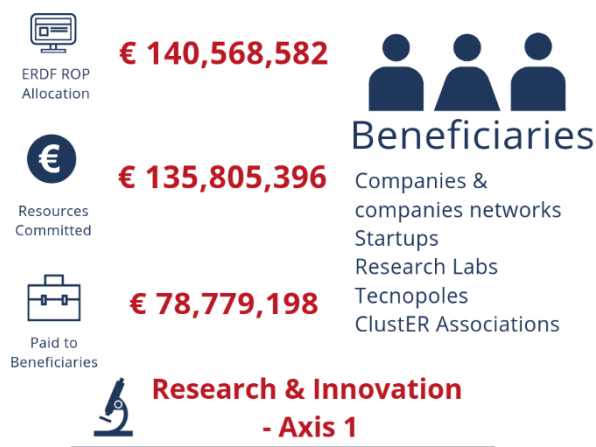 ERDF ROP
Allocation
€ 140,568,582
€
Resources
Committed
€ 135,805,396
Paid to
Beneficiaries
€ 78,779,198
Beneficiaries
Companies &
companies networks
Startups
Research Labs
Tecnopoles
ClustER Associations
Research & Innovation
- Axis 1